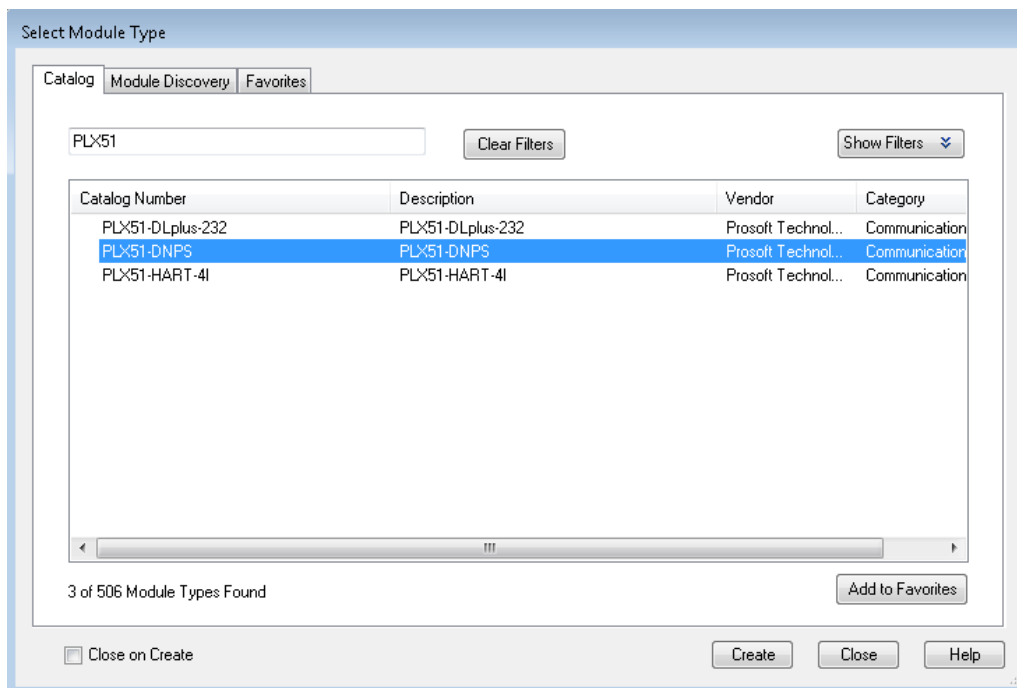 Select Module Type
Catalog Module Discovery Favorites
PLX51 Clear Filters Show Filters
Catalog Number Description Vendor Category
PLX51-DLplus-232 PLX51-DLplus-232 Prosoft Technol... Communication
PLX51-DNPS PLX51-DNPS Prosoft Technol... Communication
PLX51-HART-4I PLX51-HART-4I Prosoft Technol... Communication
3 of 506 Module Types Found Add to Favorites
Close on Create Create Close Help